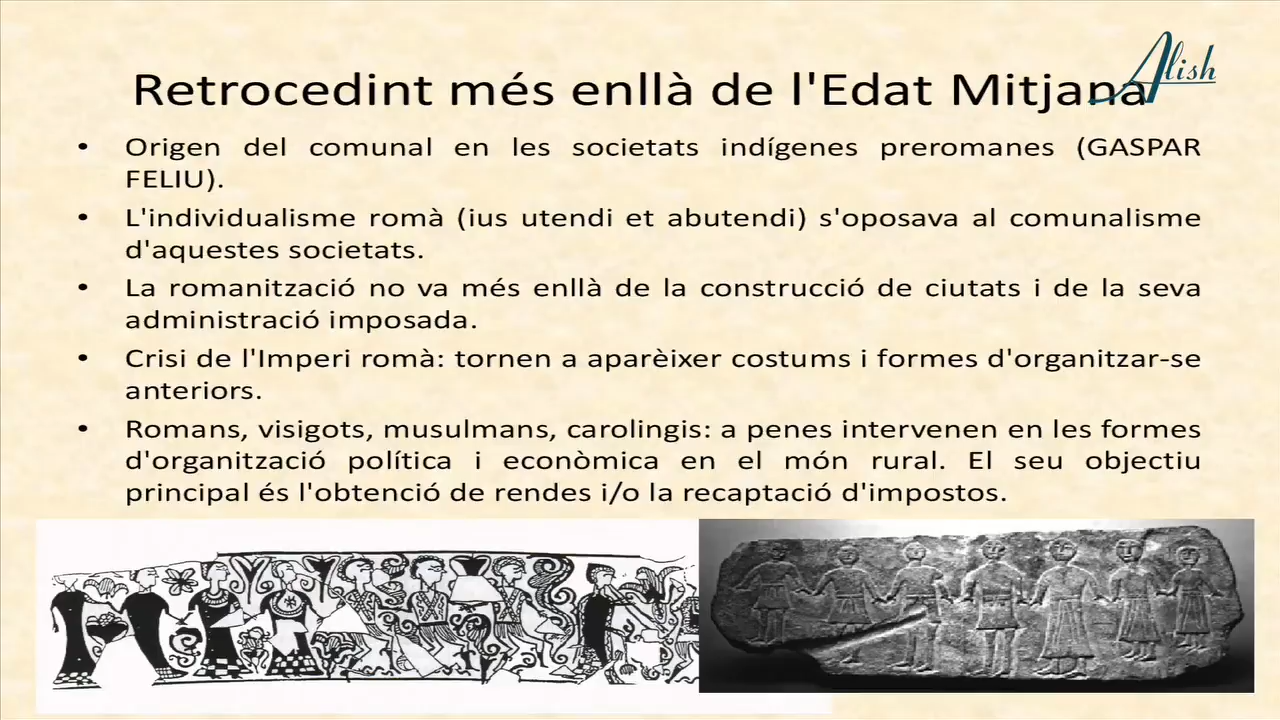 Alish
Retrocedint més enllà de l'Edat Mitjana
• Origen del comunal en les societats indígenes preromanes (GASPAR
FELIU).
• L'individualisme romà (ius utendi et abutendi) s'oposava al comunalisme
d'aquestes societats.
• La romanització no va més enllà de la construcció de ciutats i de la seva
administració imposada.
• Crisi de l'Imperi romà: tornen a aparèixer costums i formes d'organitzar-se
anteriors.
• Romans, visigots, musulmans, carolingis: a penes intervenen en les formes
d'organització política i econòmica en el món rural. El seu objectiu
principal és l'obtenció de rendes i/o la recaptació d'impostos.